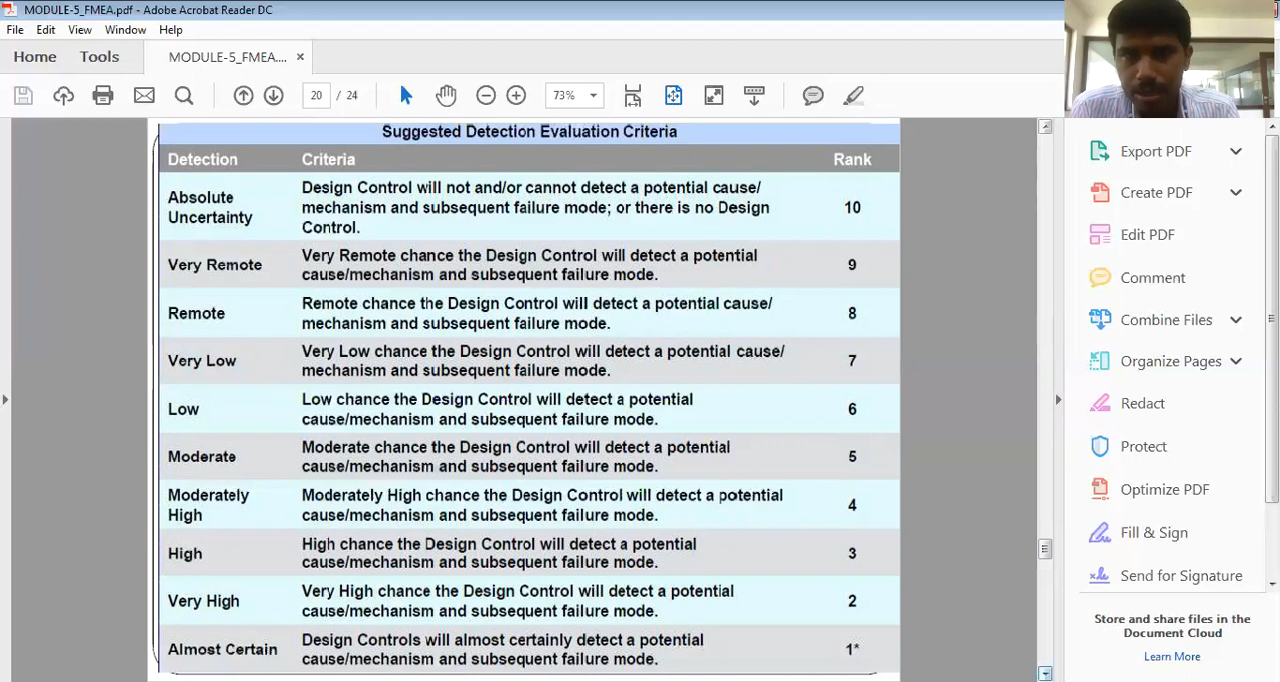 MODULE-5_FMEA.pdf - Adobe Acrobat Reader DC
File Edit View Window Help
Home Tools MODULE-5_FMEA.... ×
20 / 24 73%
Suggested Detection Evaluation Criteria
Detection Criteria Rank
Absolute Uncertainty
Design Control will not and/or cannot detect a potential cause/
mechanism and subsequent failure mode; or there is no Design
Control.
10
Very Remote
Very Remote chance the Design Control will detect a potential
cause/mechanism and subsequent failure mode.
9
Remote
Remote chance the Design Control will detect a potential cause/
mechanism and subsequent failure mode.
8
Very Low
Very Low chance the Design Control will detect a potential cause/
mechanism and subsequent failure mode.
7
Low
Low chance the Design Control will detect a potential
cause/mechanism and subsequent failure mode.
6
Moderate
Moderate chance the Design Control will detect a potential
cause/mechanism and subsequent failure mode.
5
Moderately
High
Moderately High chance the Design Control will detect a potential
cause/mechanism and subsequent failure mode.
4
High
High chance the Design Control will detect a potential
cause/mechanism and subsequent failure mode.
3
Very High
Very High chance the Design Control will detect a potential
cause/mechanism and subsequent failure mode.
2
Almost Certain
Design Controls will almost certainly detect a potential
cause/mechanism and subsequent failure mode.
1*
Export PDF
Create PDF
Edit PDF
Comment
Combine Files
Organize Pages
Redact
Protect
Optimize PDF
Fill & Sign
Send for Signature
Store and share files in the
Document Cloud
Learn More